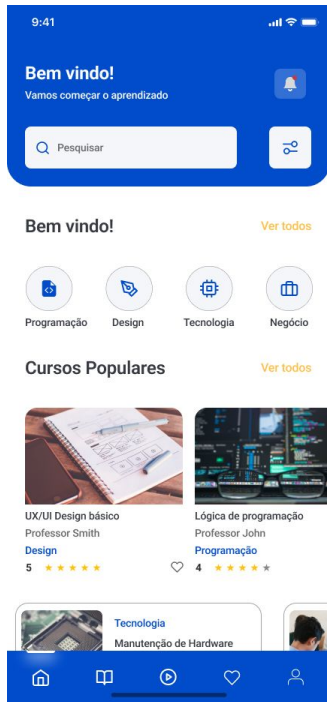 9:41
Bem vindo!
Vamos começar o aprendizado
Pesquisar
Bem vindo!
Ver todos
Programação
Design
Tecnologia
Negócio
Cursos Populares
Ver todos
UX/UI Design básico
Professor Smith
Design
5
Lógica de programação
Professor John
Programação
4
Tecnologia
Manutenção de Hardware